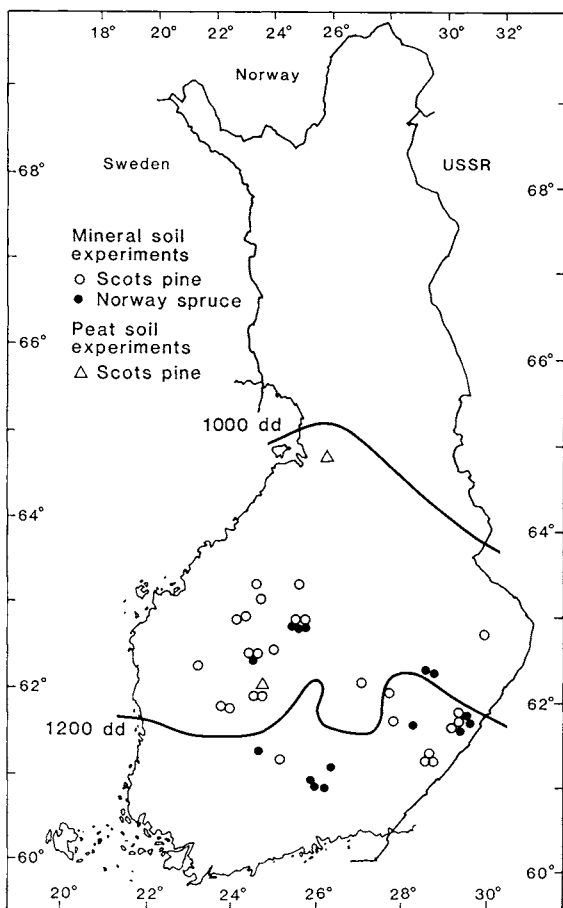 18° 20° 22° 24° 26° 28° 30° 32°
Norway
Sweden
USSR
68° 68°
Mineral soil
experiments
○ Scots pine
● Norway spruce
Peat soil
experiments
△ Scots pine
66° 66°
1000 dd
64° 64°
62° 62°
1200 dd
60° 60°
20° 22° 24° 26° 28° 30°